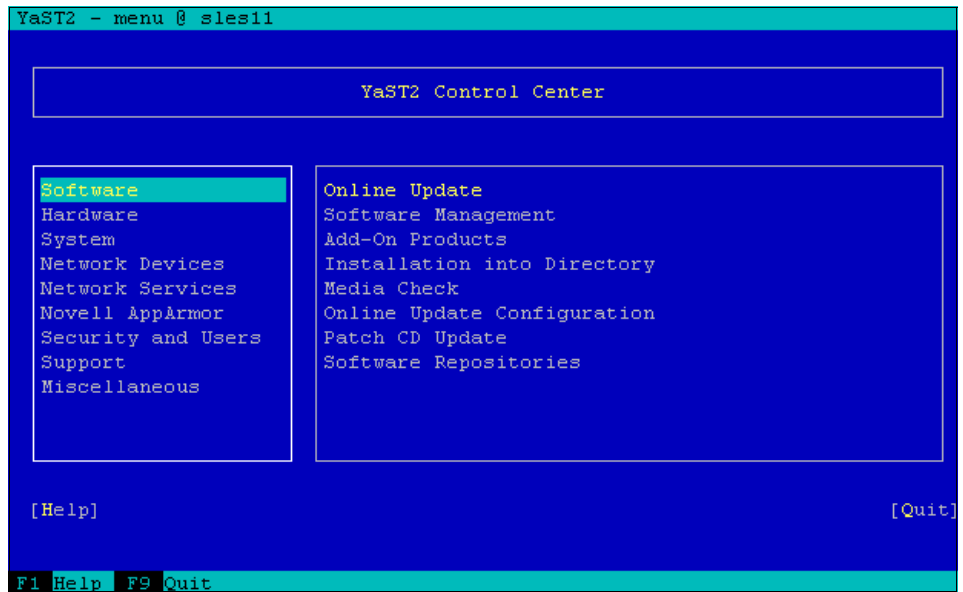 YaST2 - menu @ sles11
YaST2 Control Center
Software
Hardware
System
Network Devices
Network Services
Novell AppArmor
Security and Users
Support
Miscellaneous
Online Update
Software Management
Add-On Products
Installation into Directory
Media Check
Online Update Configuration
Patch CD Update
Software Repositories
[Help] [Quit]
F1 Help F9 Quit